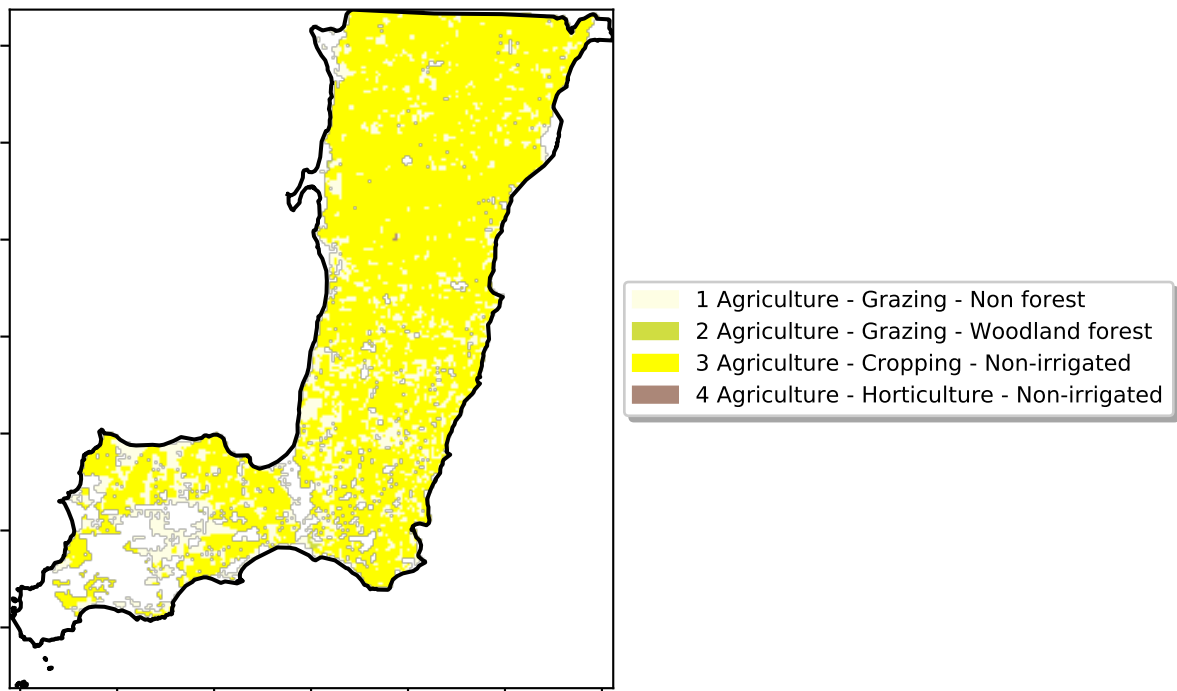 1 Agriculture - Grazing - Non forest
2 Agriculture - Grazing - Woodland forest
3 Agriculture - Cropping - Non-irrigated
4 Agriculture - Horticulture - Non-irrigated